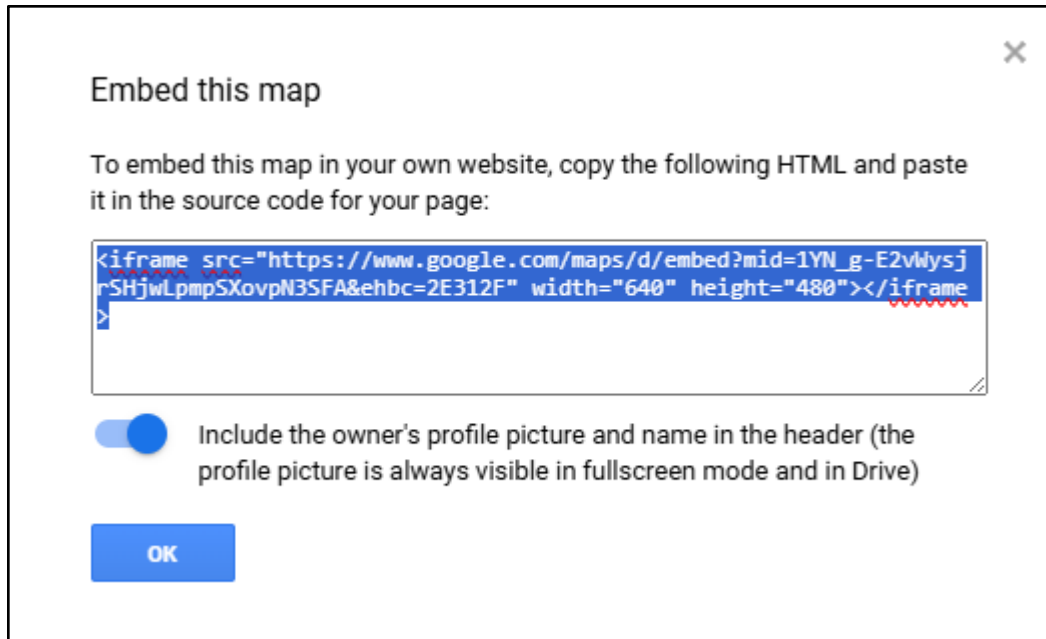 Embed this map
To embed this map in your own website, copy the following HTML and paste
it in the source code for your page:
<iframe src="https://www.google.com/maps/d/embed?mid=1YN_g-E2vWysj
rSHjwLpmpSXovpN3SFA&ehbc=2E312F" width="640" height="480"></iframe
>
Include the owner's profile picture and name in the header (the
profile picture is always visible in fullscreen mode and in Drive)
OK